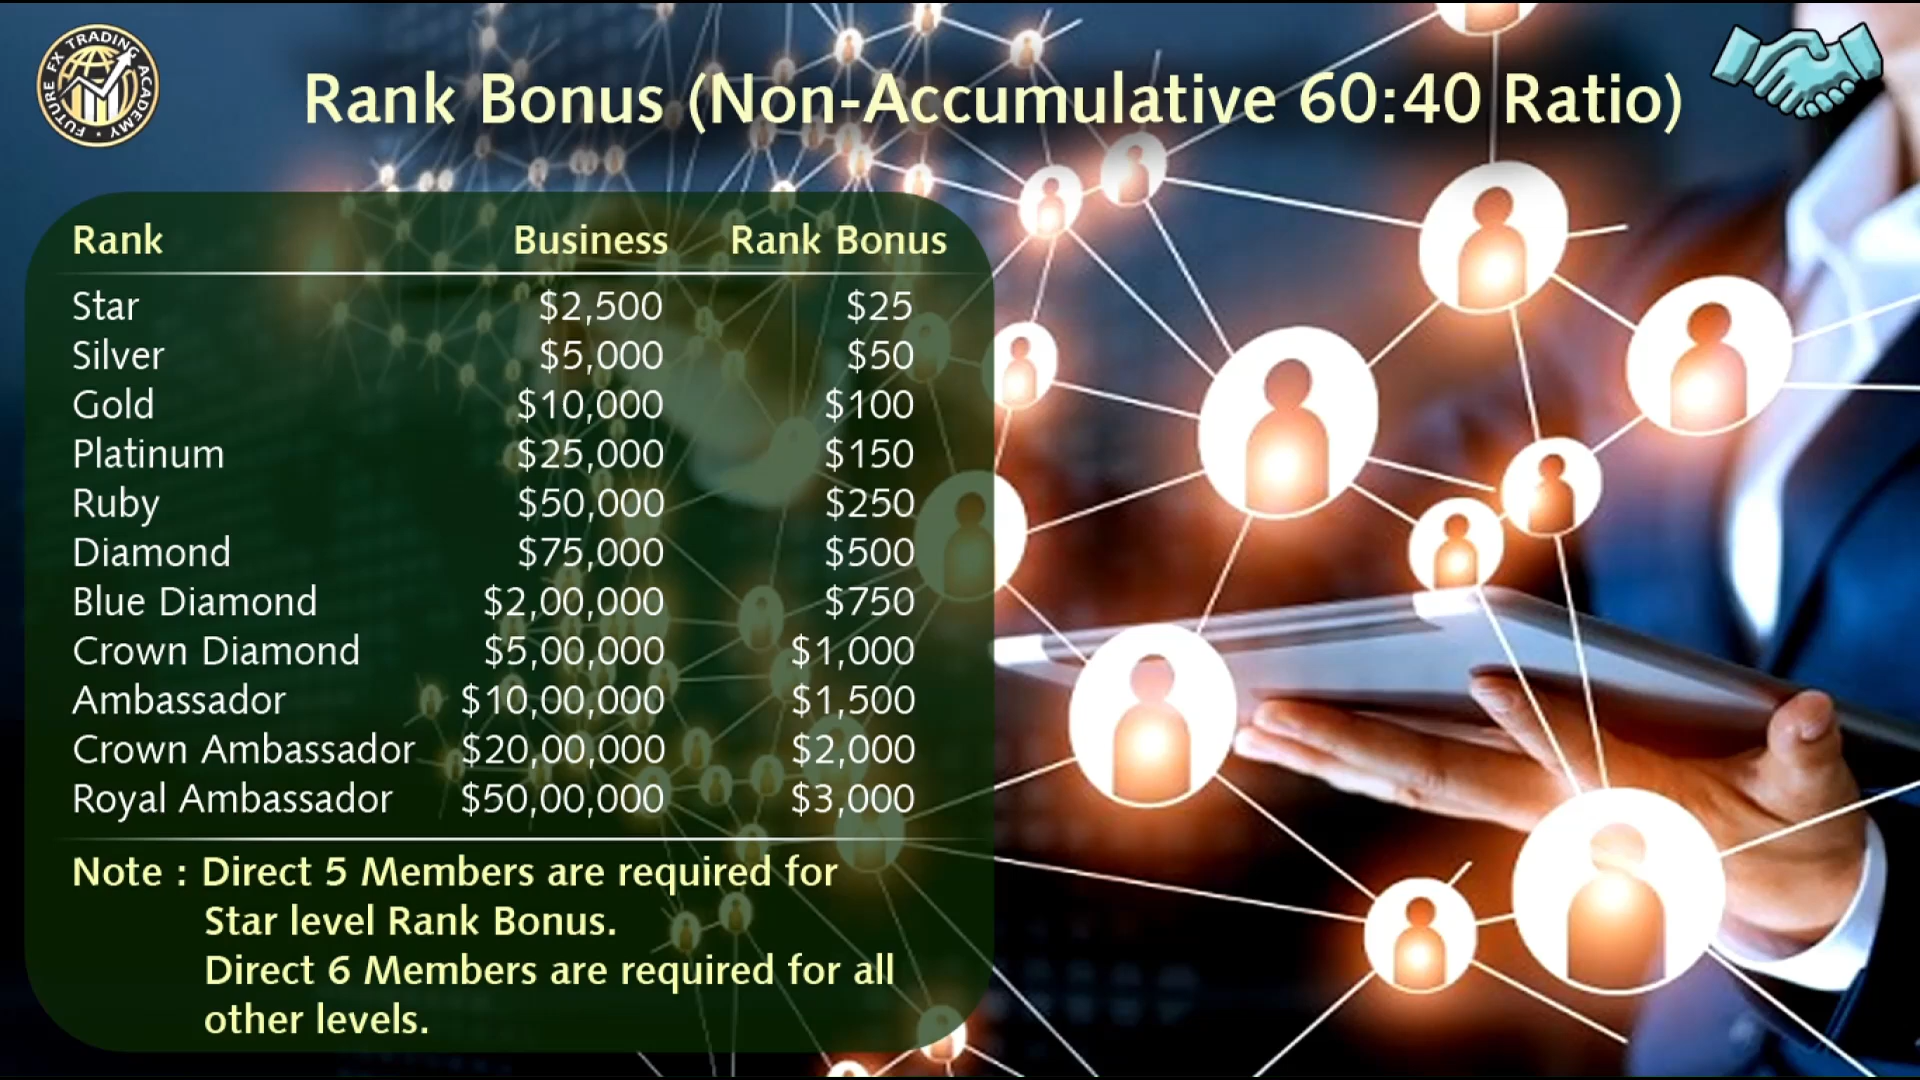 FUTURE FX TRADING ACADEMY
Rank Bonus (Non-Accumulative 60:40 Ratio)
Rank Business Rank Bonus
Star $2,500 $25
Silver $5,000 $50
Gold $10,000 $100
Platinum $25,000 $150
Ruby $50,000 $250
Diamond $75,000 $500
Blue Diamond $2,00,000 $750
Crown Diamond $5,00,000 $1,000
Ambassador $10,00,000 $1,500
Crown Ambassador $20,00,000 $2,000
Royal Ambassador $50,00,000 $3,000
Note : Direct 5 Members are required for
Star level Rank Bonus.
Direct 6 Members are required for all
other levels.